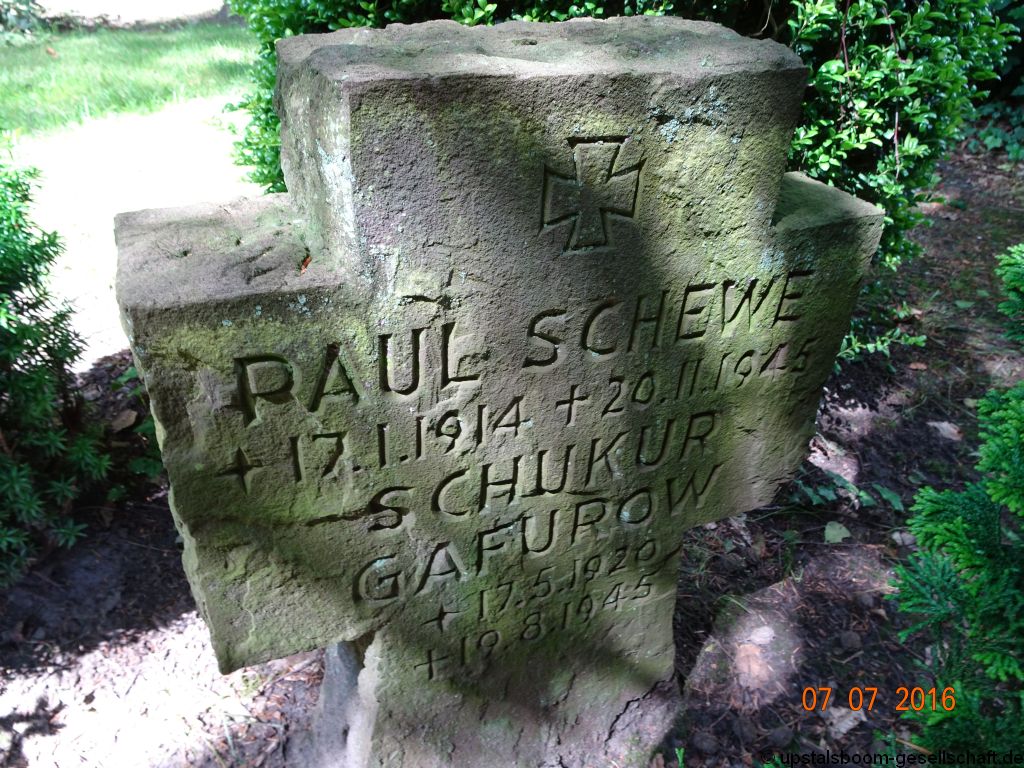 PAUL SCHEWE
+ 17.1.1914 + 20.11.1945
SCHUKUR
GAFUROW
+ 17.5.1920
+ 19.8.1945
07 07 2016
© upstalsboom-gesellschaft.de